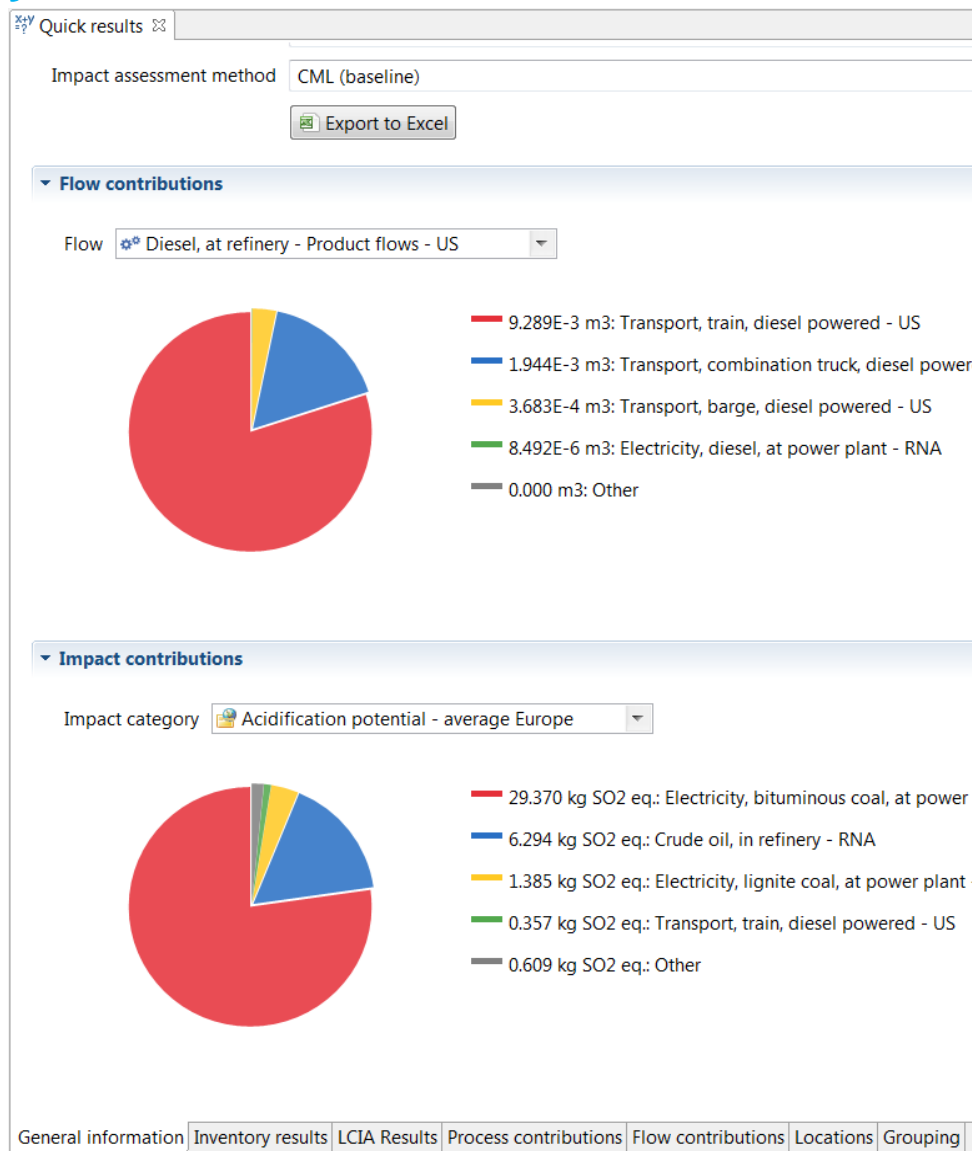 x+y
=?
Quick results
Impact assessment method
CML (baseline)
Export to Excel
Flow contributions
Flow
Diesel, at refinery - Product flows - US
9.289E-3 m3: Transport, train, diesel powered - US
1.944E-3 m3: Transport, combination truck, diesel power
3.683E-4 m3: Transport, barge, diesel powered - US
8.492E-6 m3: Electricity, diesel, at power plant - RNA
0.000 m3: Other
Impact contributions
Impact category
Acidification potential - average Europe
29.370 kg SO2 eq.: Electricity, bituminous coal, at power
6.294 kg SO2 eq.: Crude oil, in refinery - RNA
1.385 kg SO2 eq.: Electricity, lignite coal, at power plant -
0.357 kg SO2 eq.: Transport, train, diesel powered - US
0.609 kg SO2 eq.: Other
General information Inventory results LCIA Results Process contributions Flow contributions Locations Grouping